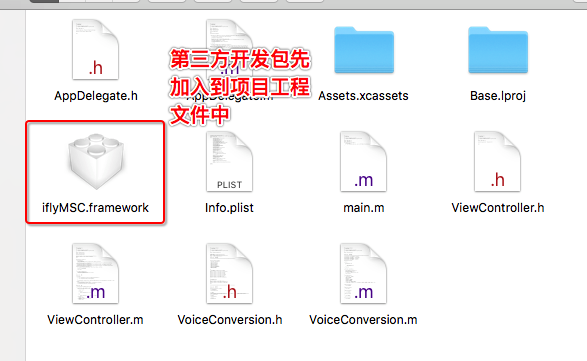 .h
.m
第三方开发包先
加入到项目工程
文件中
AppDelegate.h
AppDelegate.m
Assets.xcassets
Base.lproj
PLIST
.m
.h
iflyMSC.framework
Info.plist
main.m
ViewController.h
.m
.h
.m
ViewController.m
VoiceConversion.h
VoiceConversion.m